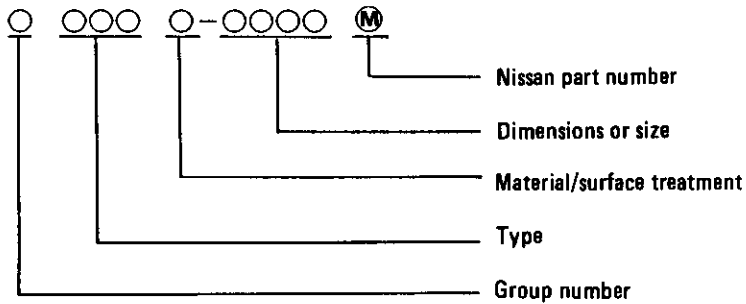 ○ ○○○ ○-○○○○ Ⓜ
Nissan part number
Dimensions or size
Material/surface treatment
Type
Group number